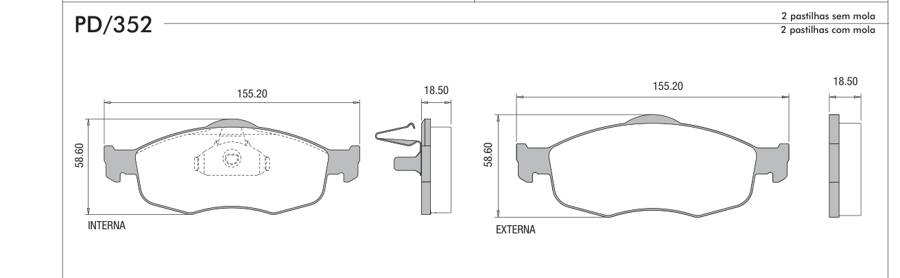 PD/352
2 pastilhas sem mola
2 pastilhas com mola
155.20
18.50
58.60
INTERNA
155.20
18.50
58.60
EXTERNA